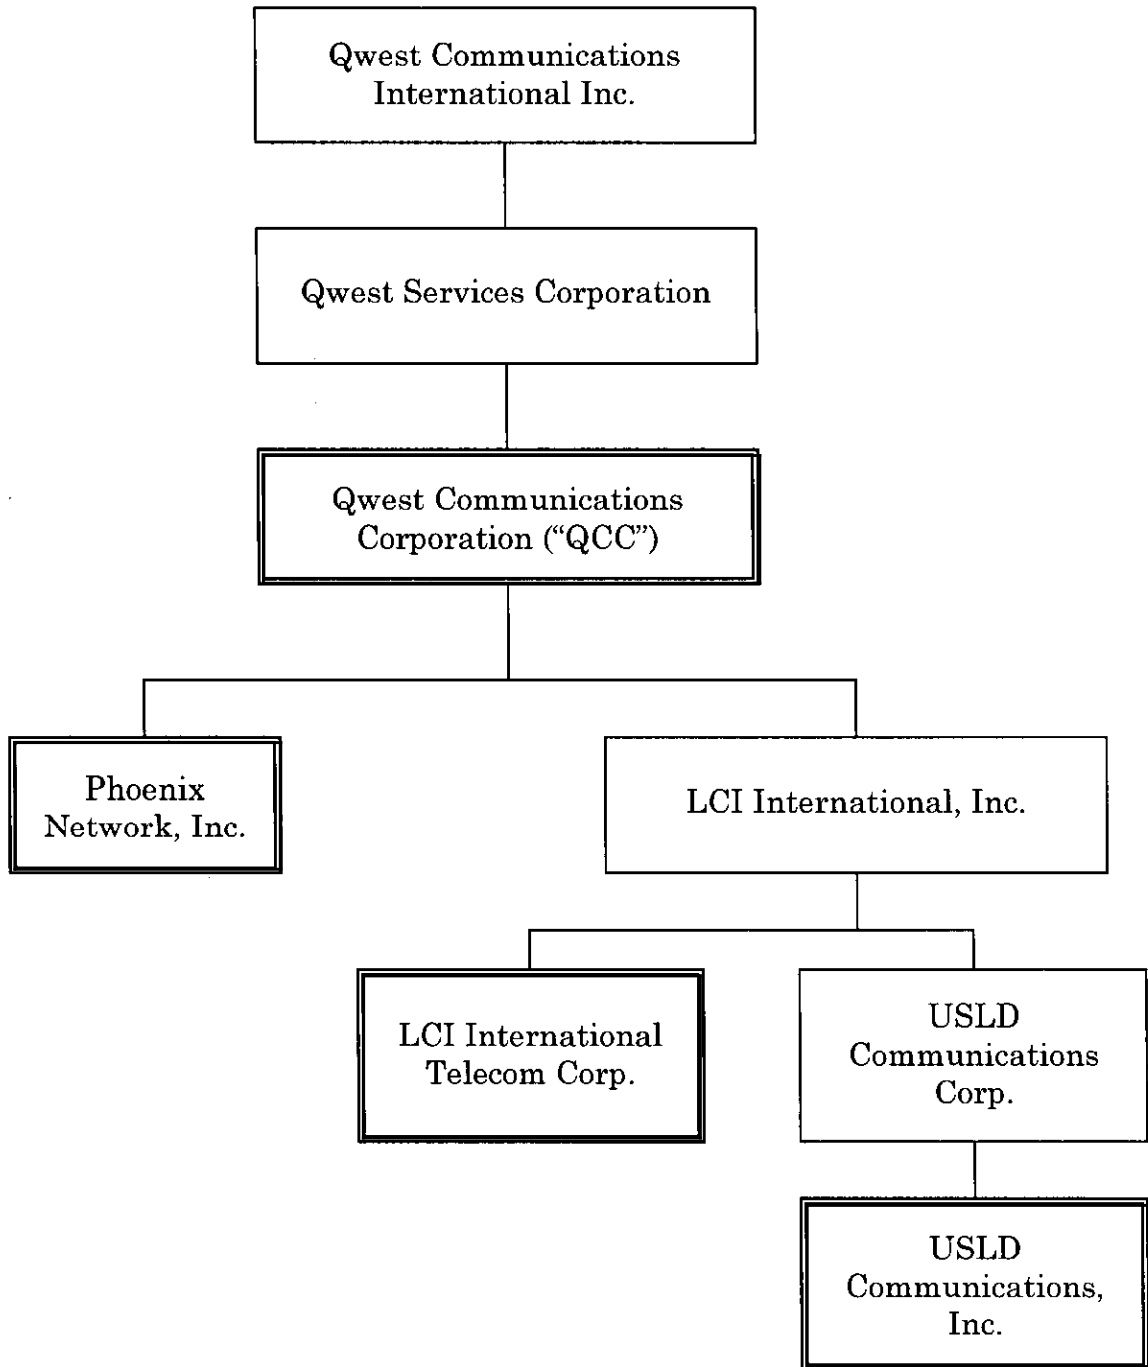 Qwest Communications
International Inc.
Qwest Services Corporation
Qwest Communications
Corporation (“QCC”)
Phoenix
Network, Inc.
LCI International, Inc.
LCI International
Telecom Corp.
USLD
Communications
Corp.
USLD
Communications,
Inc.